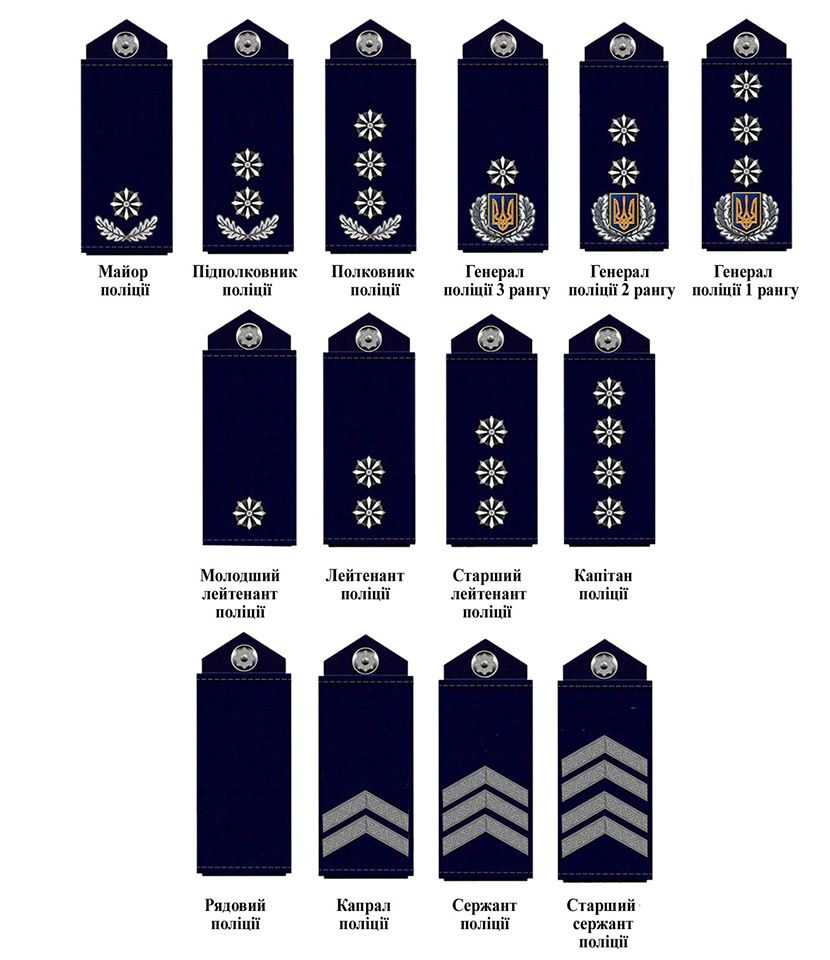 Майор
поліції
Підполковник
поліції
Полковник
поліції
Генерал
поліції 3 рангу
Генерал
поліції 2 рангу
Генерал
поліції 1 рангу
Молодший
лейтенант
поліції
Лейтенант
поліції
Старший
лейтенант
поліції
Капітан
поліції
Рядовий
поліції
Капрал
поліції
Сержант
поліції
Старший
сержант
поліції